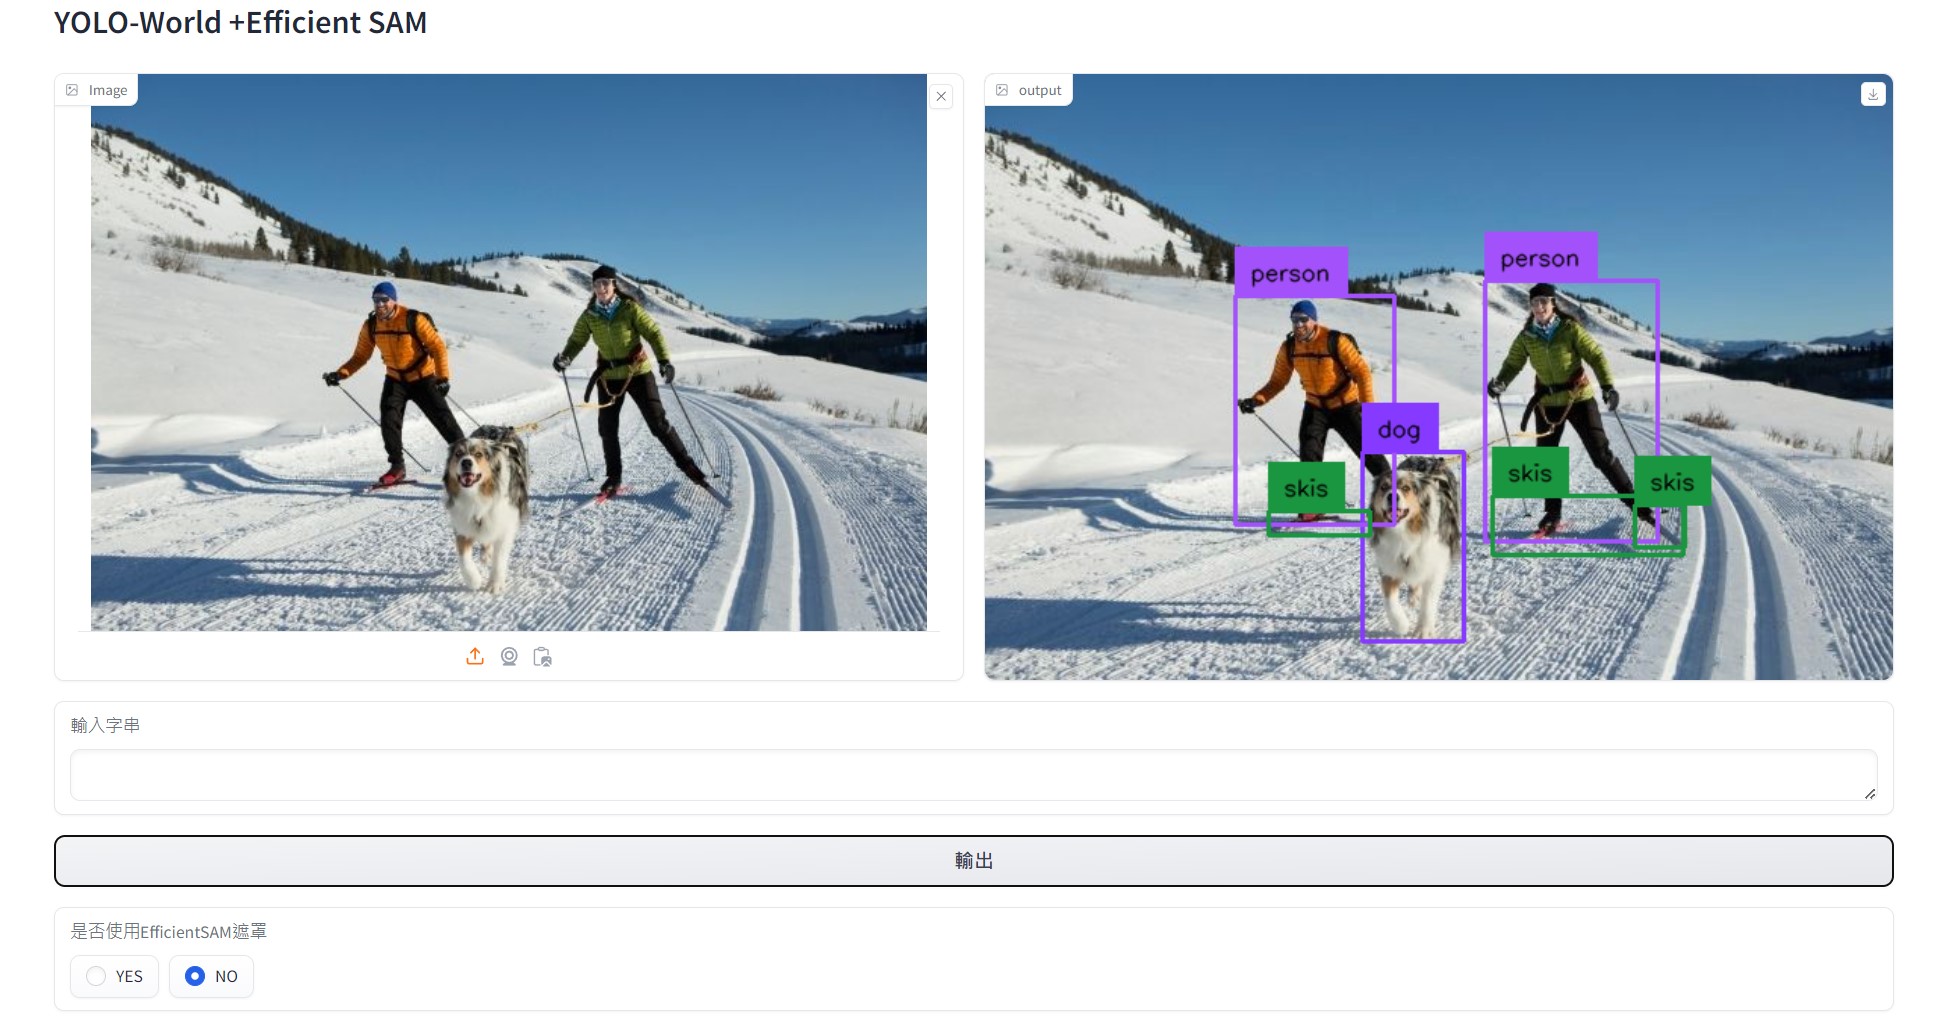 YOLO-World +Efficient SAM
Image
output
person
person
dog
skis
skis
skis
輸入字串
輸出
是否使用EfficientSAM遮罩
YES
NO